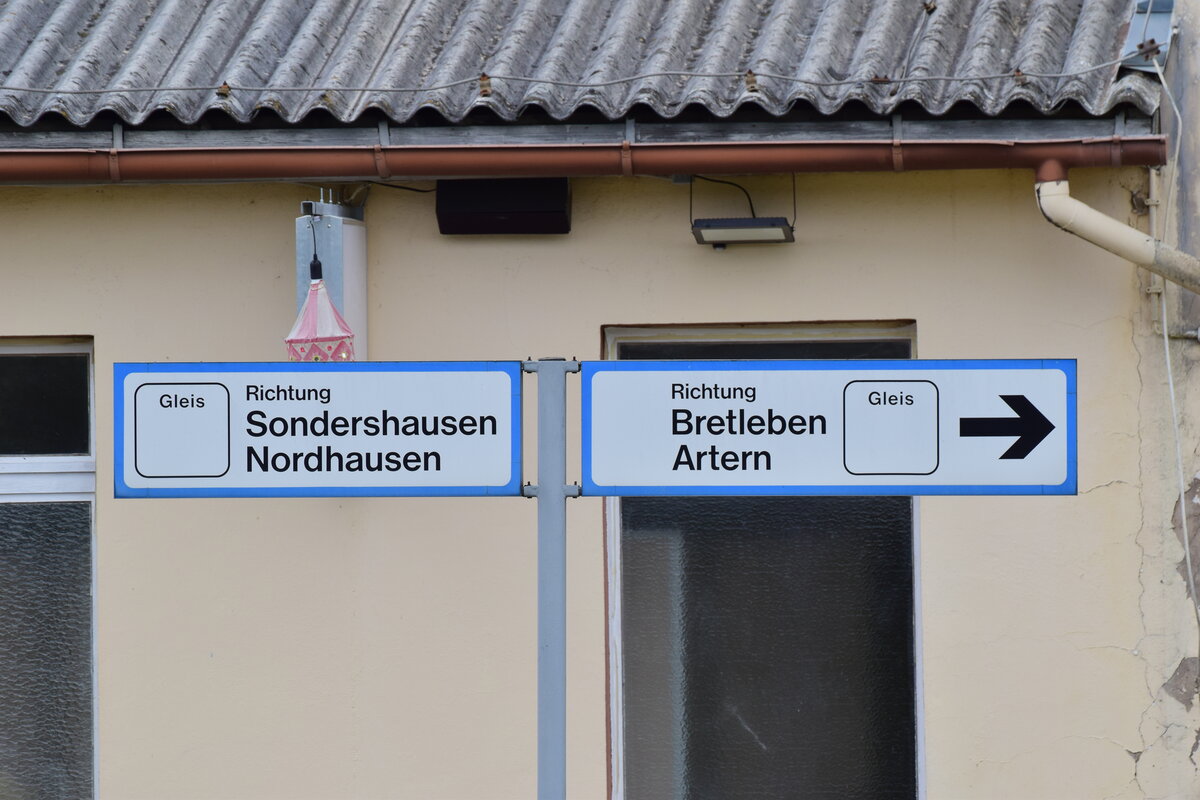 Gleis
Richtung
Sondershausen
Nordhausen
Richtung
Bretleben
Artern
Gleis